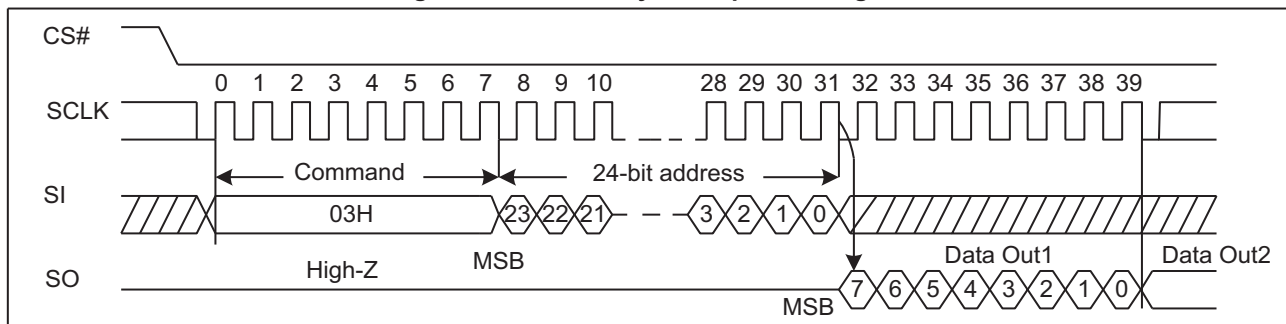 CS#
0 1 2 3 4 5 6 7 8 9 10 28 29 30 31 32 33 34 35 36 37 38 39
SCLK
Command 24-bit address
SI
03H 23 22 21 3 2 1 0
High-Z MSB Data Out1 Data Out2
SO
7 6 5 4 3 2 1 0
MSB